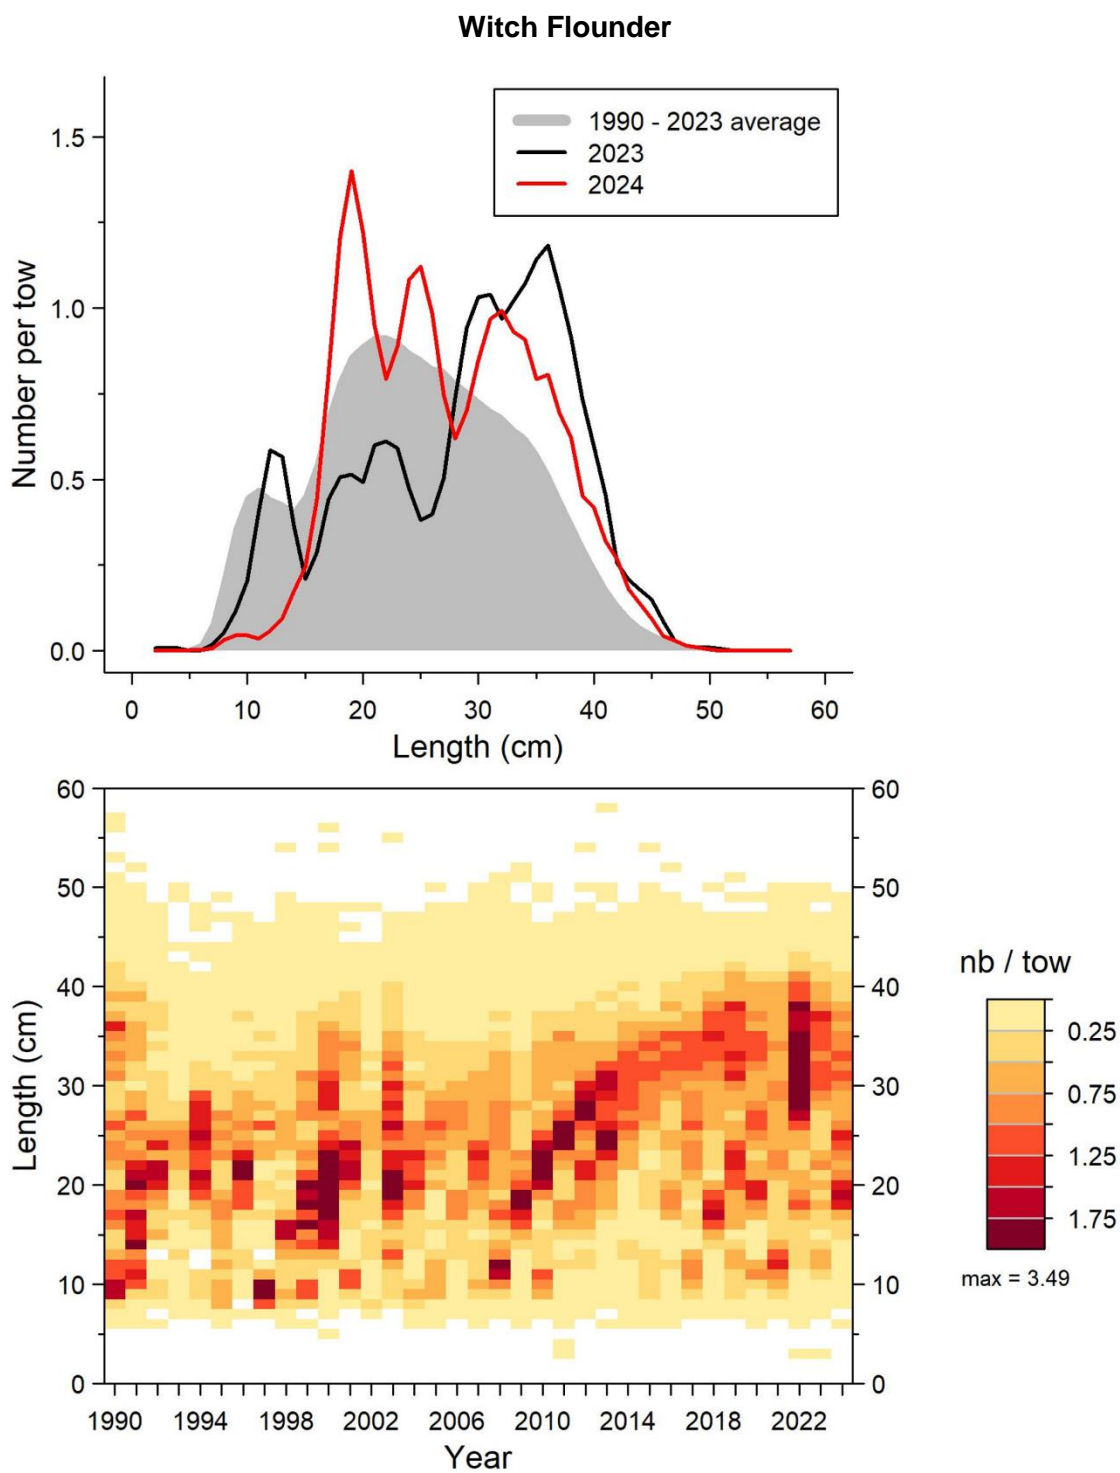 Witch Flounder
1990 - 2023 average
2023
2024
Number per tow
1.5
1.0
0.5
0.0
0 10 20 30 40 50 60
Length (cm)
Length (cm)
60
50
40
30
20
10
0
60
50
40
30
20
10
0
1990 1994 1998 2002 2006 2010 2014 2018 2022
Year
nb / tow
0.25
0.75
1.25
1.75
max = 3.49